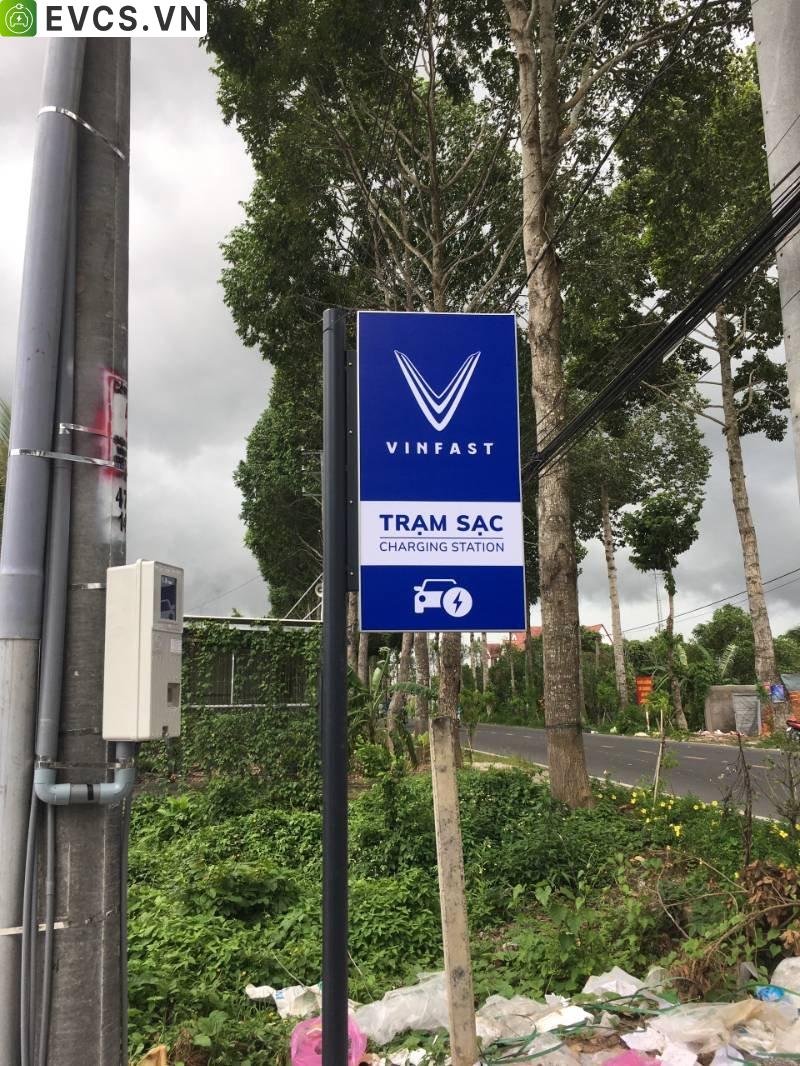 EVCS.VN
VINFAST
TRẠM SẠC
CHARGING STATION